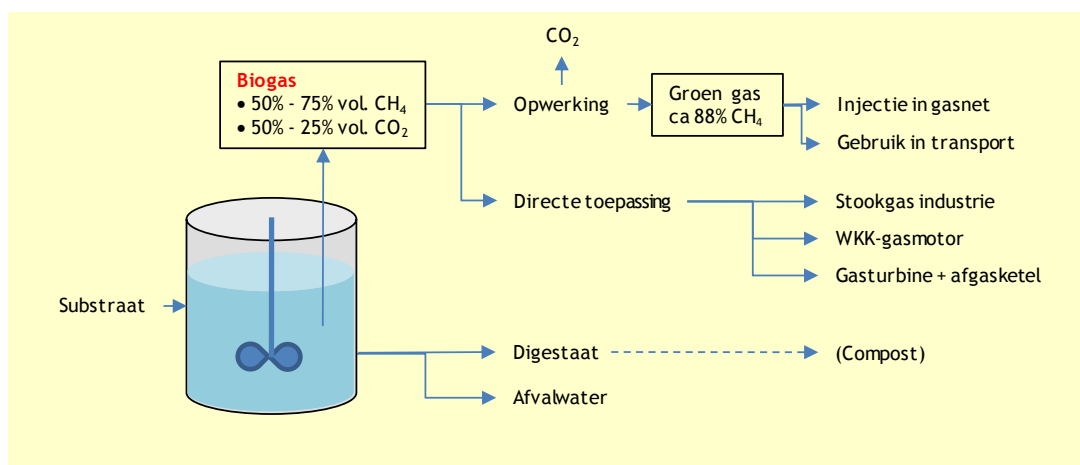 CO₂
Biogas
• 50% - 75% vol. CH₄
• 50% - 25% vol. CO₂
Opwerking
Groen gas
ca 88% CH₄
Injectie in gasnet
Gebruik in transport
Directe toepassing
Stookgas industrie
WKK-gasmotor
Gasturbine + afgasketel
Substraat
Digestaat
(Compost)
Afvalwater